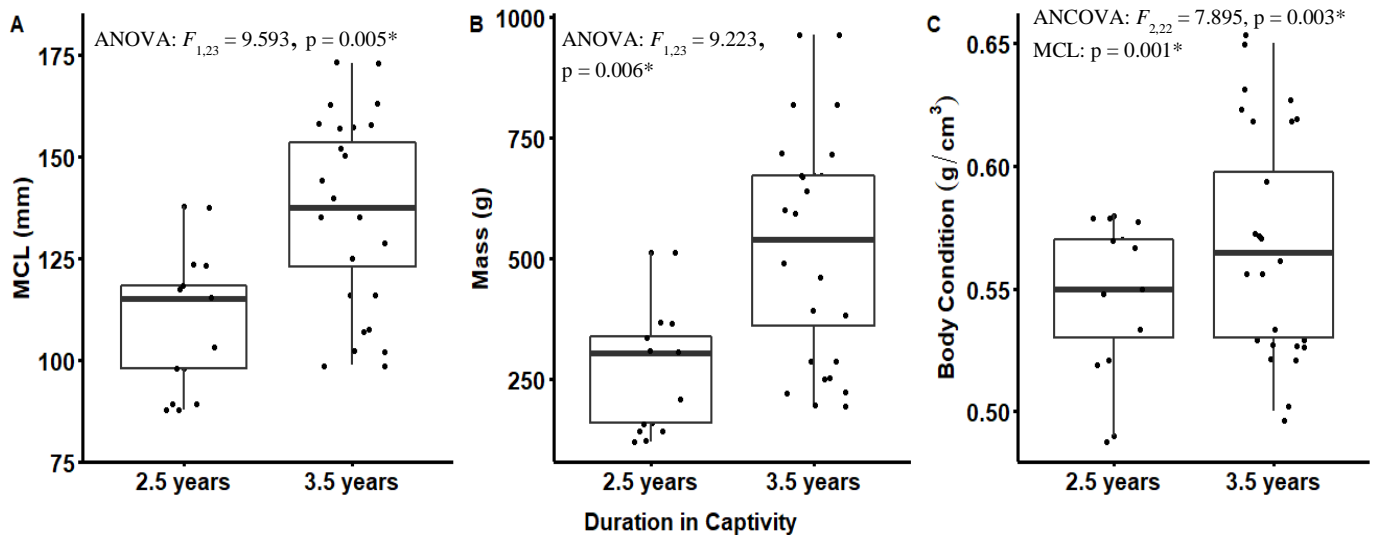 A
ANOVA: F1,23 = 9.593, p = 0.005*
MCL (mm)
175
150
125
100
75
2.5 years
3.5 years
B
ANOVA: F1,23 = 9.223,
p = 0.006*
Mass (g)
1000
750
500
250
2.5 years
3.5 years
C
ANCOVA: F2,22 = 7.895, p = 0.003*
MCL: p = 0.001*
Body Condition (g/ cm3)
0.65
0.60
0.55
0.50
2.5 years
3.5 years
Duration in Captivity